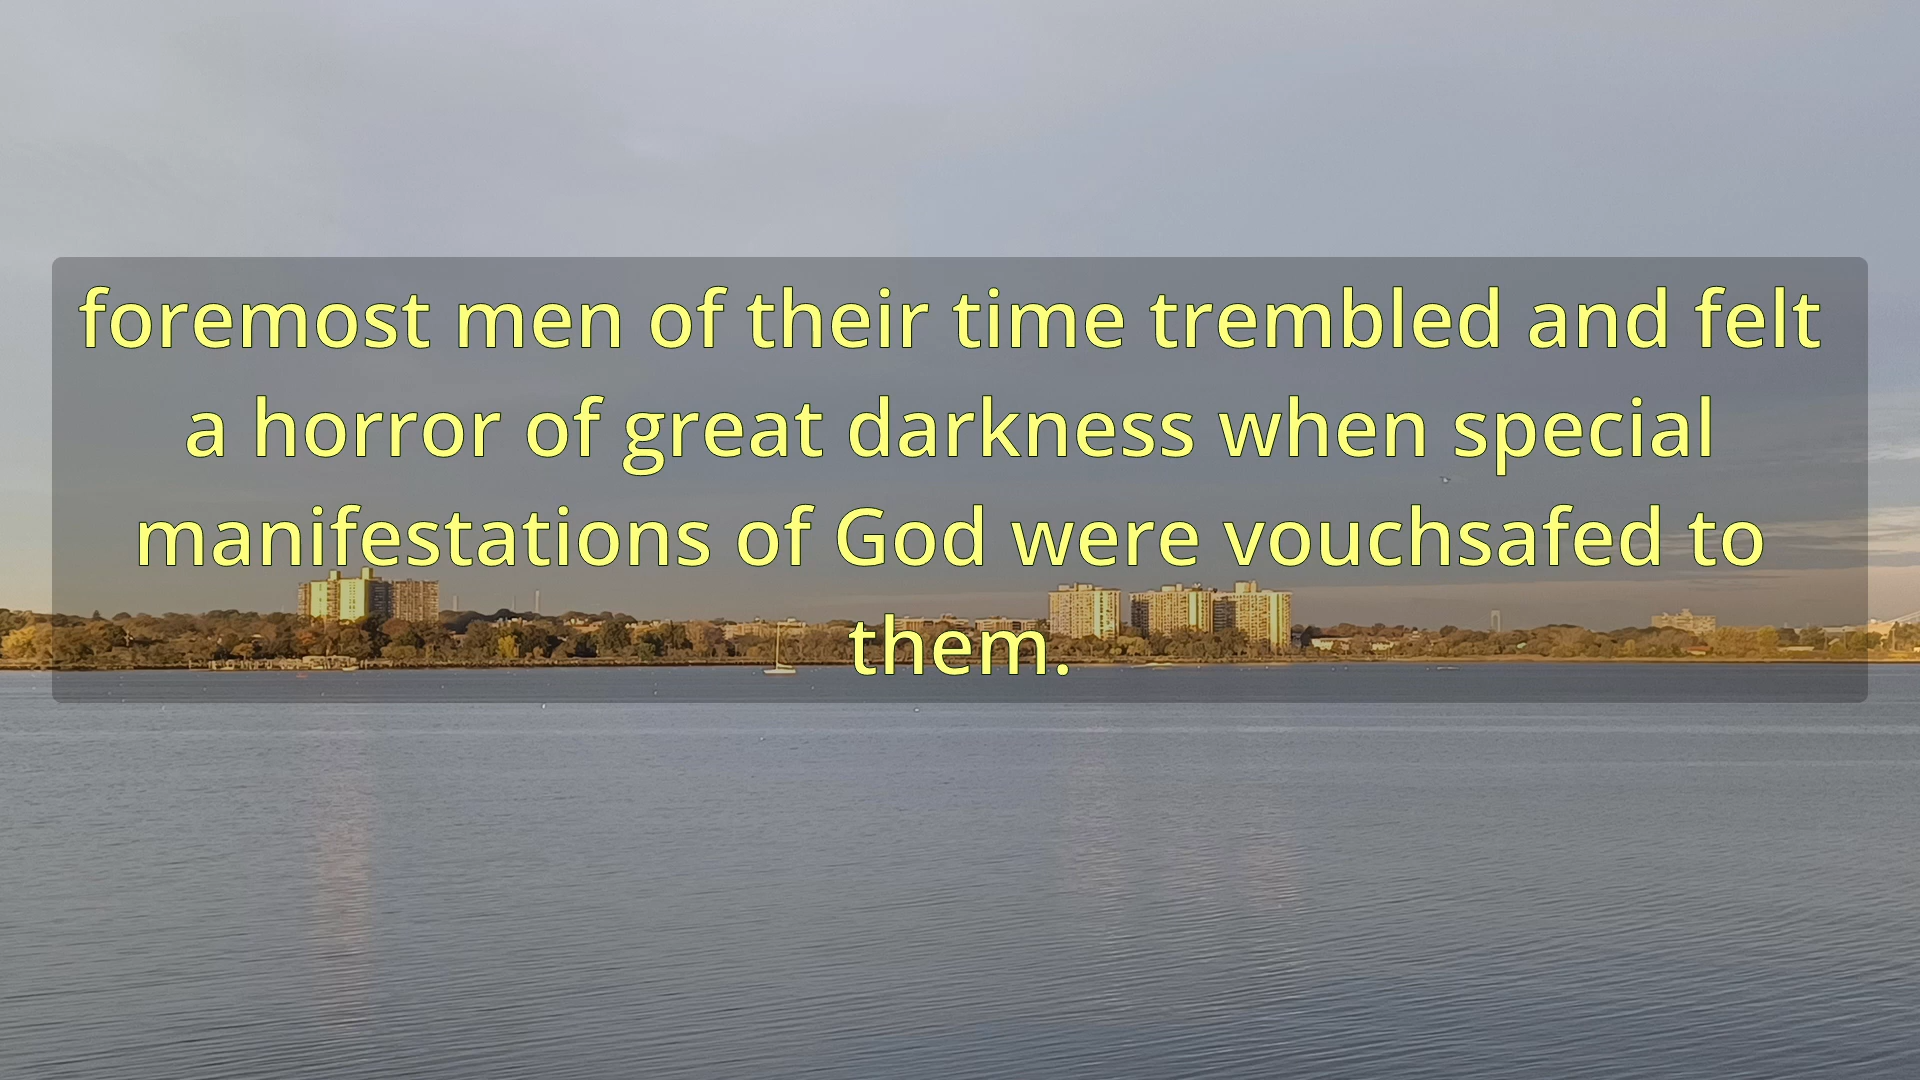 foremost men of their time trembled and felt
a horror of great darkness when special
manifestations of God were vouchsafed to
them.